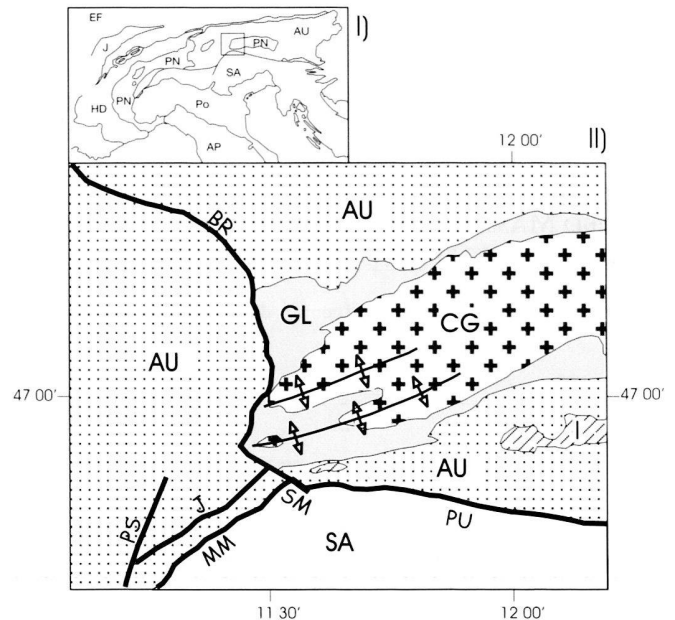 EF
AU
I)
J
PN
PN
SA
HD
PN
Po
AP
12 00'
II)
BR
AU
GL
CG
AU
47 00'
47 00'
I
AU
PS
J
SM
MM
SA
PU
11 30'
12 00'